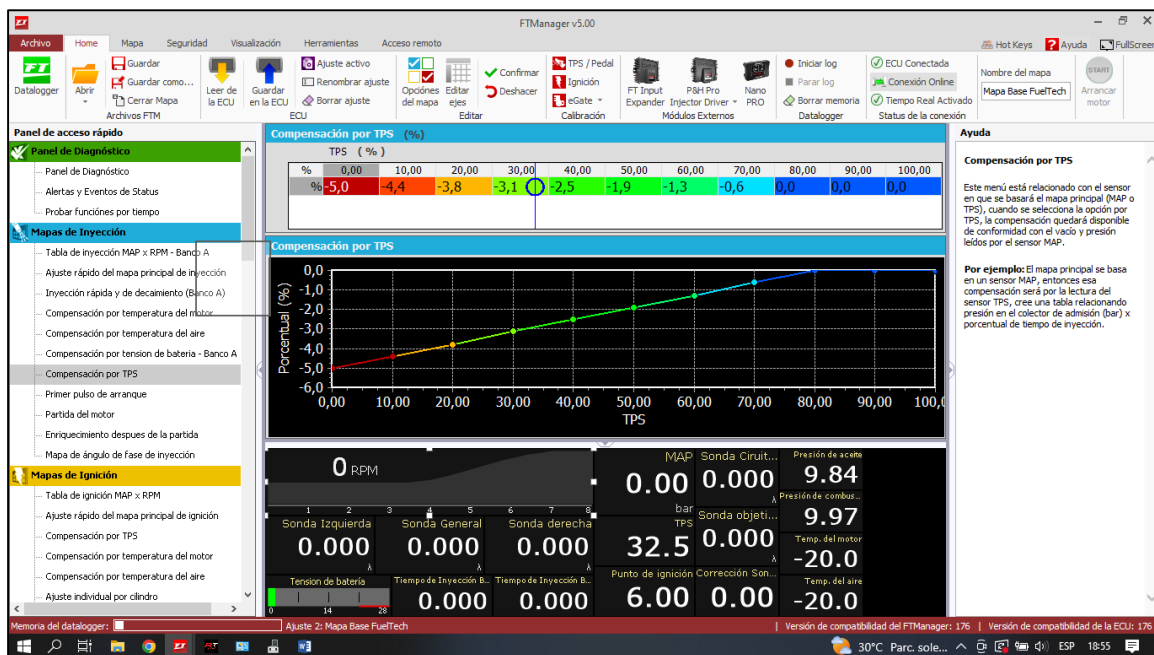 FTManager v5.00
Archivo Home Mapa Seguridad Visualización Herramientas Acceso remoto Hot Keys Ayuda FullScreen
FT
Datalogger
Abrir
Guardar
Guardar como...
Cerrar Mapa
Archivos FTM
Leer de
la ECU
Guardar
en la ECU
Ajuste activo
Renombrar ajuste
Borrar ajuste
ECU
Opciónes
del mapa
Editar
ejes
Confirmar
Deshacer
Editar
TPS / Pedal
Ignición
eGate
Calibración
FT Input
Expander
P&H Pro
Injector Driver
Nano
PRO
Módulos Externos
Iniciar log
Parar log
Borrar memoria
Datalogger
ECU Conectada
Conexión Online
Tiempo Real Activado
Status de la conexión
Nombre del mapa
Mapa Base FuelTech
START
Arrancar
motor
Panel de acceso rápido
Panel de Diagnóstico
Panel de Diagnóstico
Alertas y Eventos de Status
Probar funciónes por tiempo
Mapas de Inyección
Tabla de inyección MAP x RPM - Banco A
Ajuste rápido del mapa principal de inyección
Inyección rápida y de decaimiento (Banco A)
Compensación por temperatura del motor
Compensación por temperatura del aire
Compensación por tension de bateria - Banco A
Compensación por TPS
Primer pulso de arranque
Partida del motor
Enriquecimiento despues de la partida
Mapa de ángulo de fase de inyección
Mapas de Ignición
Tabla de ignición MAP x RPM
Ajuste rápido del mapa principal de ignición
Compensación por TPS
Compensación por temperatura del motor
Compensación por temperatura del aire
Ajuste individual por cilindro
Compensación por TPS (%)
TPS (%)
% 0,00 10,00 20,00 30,00 40,00 50,00 60,00 70,00 80,00 90,00 100,00
% -5,0 -4,4 -3,8 -3,1 -2,5 -1,9 -1,3 -0,6 0,0 0,0 0,0
Compensación por TPS
Porcentual (%)
0,0
-1,0
-2,0
-3,0
-4,0
-5,0
-6,0
0,00 10,00 20,00 30,00 40,00 50,00 60,00 70,00 80,00 90,00 100,0
TPS
0 RPM
1 2 3 4 5 6 7 8
Sonda Izquierda Sonda General Sonda derecha
0.000 0.000 0.000
λ λ λ
Tension de batería Tiempo de Inyección B... Tiempo de Inyección B...
0 14 28
0.000 0.000
MAP
0.00
bar
TPS
32.5
Punto de ignición
6.00
Sonda Ciruit...
0.000
λ
Sonda objeti...
0.000
λ
Corrección Son...
0.00
Presión de aceite
9.84
Presión de combus...
9.97
Temp. del motor
-20.0
Temp. del aire
-20.0
Ayuda
Compensación por TPS
Este menú está relacionado con el sensor
en que se basará el mapa principal (MAP o
TPS), cuando se selecciona la opción por
TPS, la compensación quedará disponible
de conformidad con el vacío y presión
leídos por el sensor MAP.
Por ejemplo: El mapa principal se basa
en un sensor MAP, entonces esa
compensación será por la lectura del
sensor TPS, cree una tabla relacionando
presión en el colector de admisión (bar) x
porcentual de tiempo de inyección.
Memoria del datalogger: Ajuste 2: Mapa Base FuelTech | Versión de compatibilidad del FTManager: 176 | Versión de compatibilidad de la ECU: 176
30°C Parc. sole... ESP 18:55